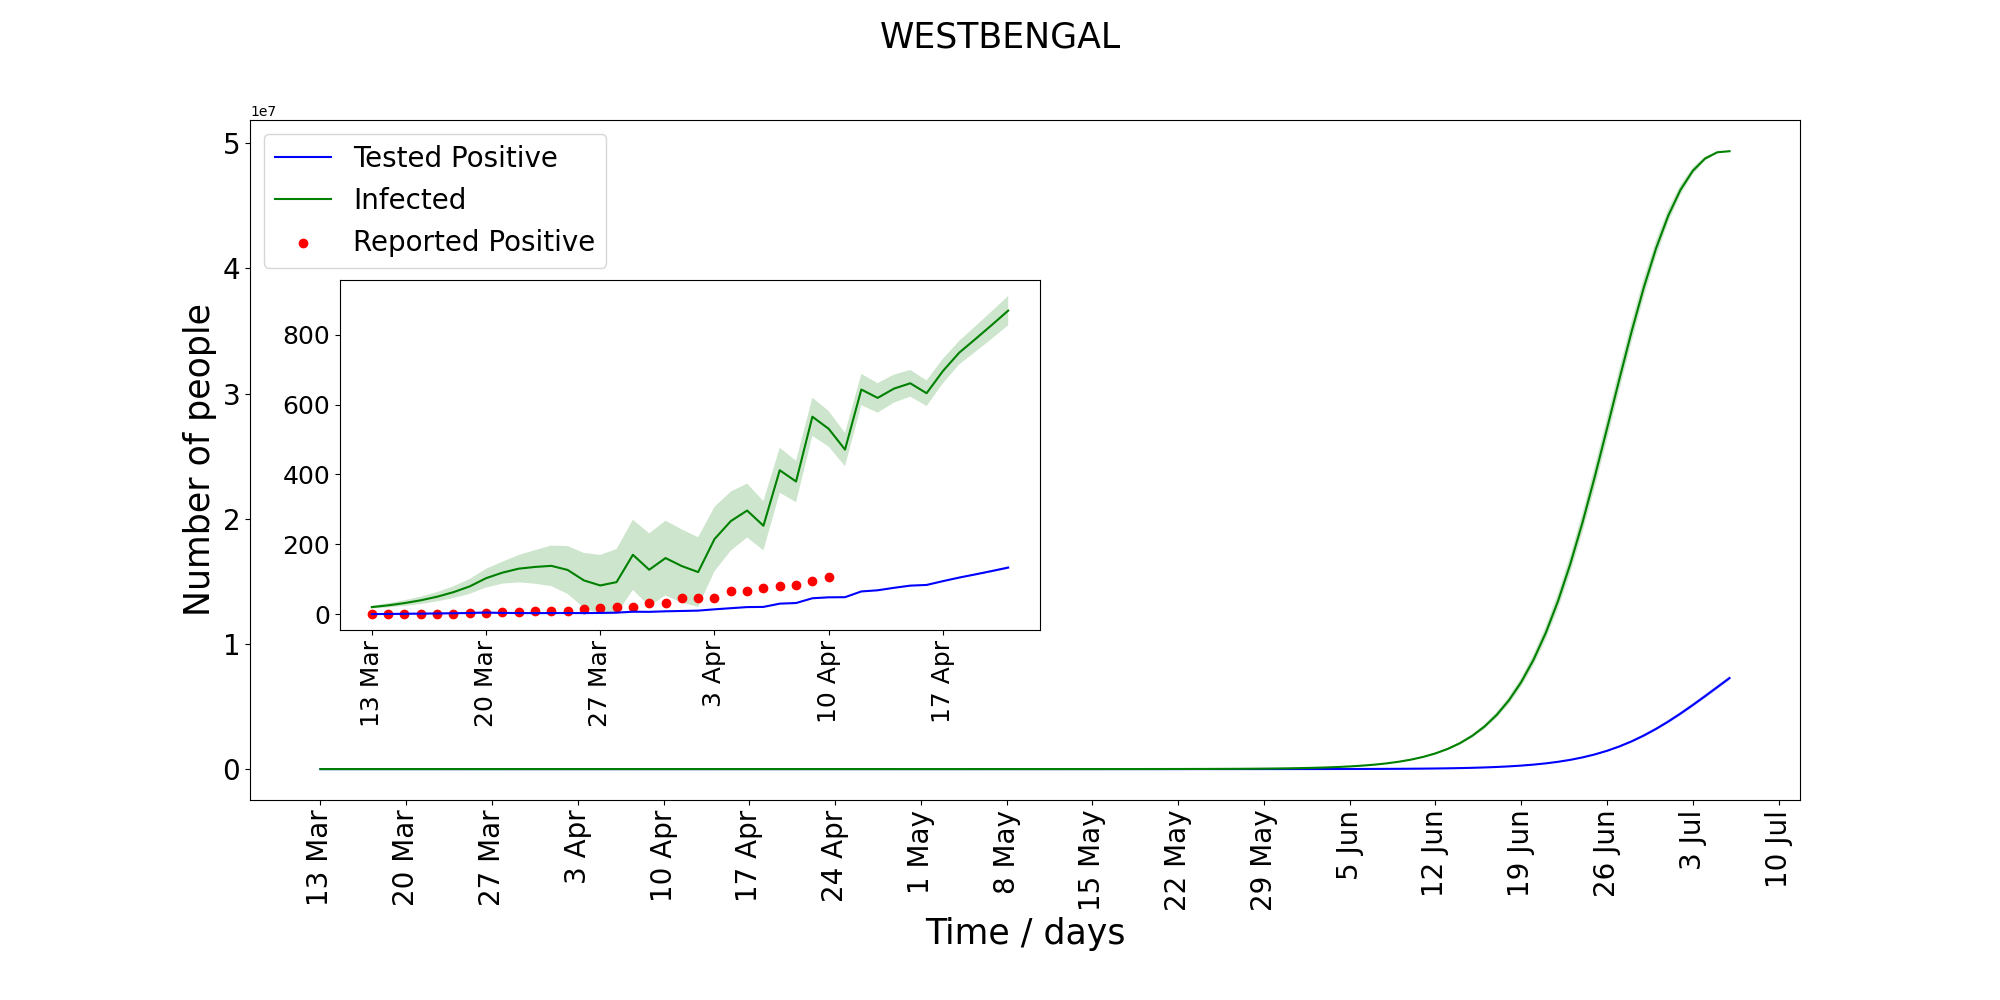 WESTBENGAL
1e7
5
4
3
2
1
0
Number of people
Tested Positive
Infected
Reported Positive
800
600
400
200
0
13 Mar
20 Mar
27 Mar
3 Apr
10 Apr
17 Apr
13 Mar
20 Mar
27 Mar
3 Apr
10 Apr
17 Apr
24 Apr
1 May
8 May
15 May
22 May
29 May
5 Jun
12 Jun
19 Jun
26 Jun
3 Jul
10 Jul
Time / days